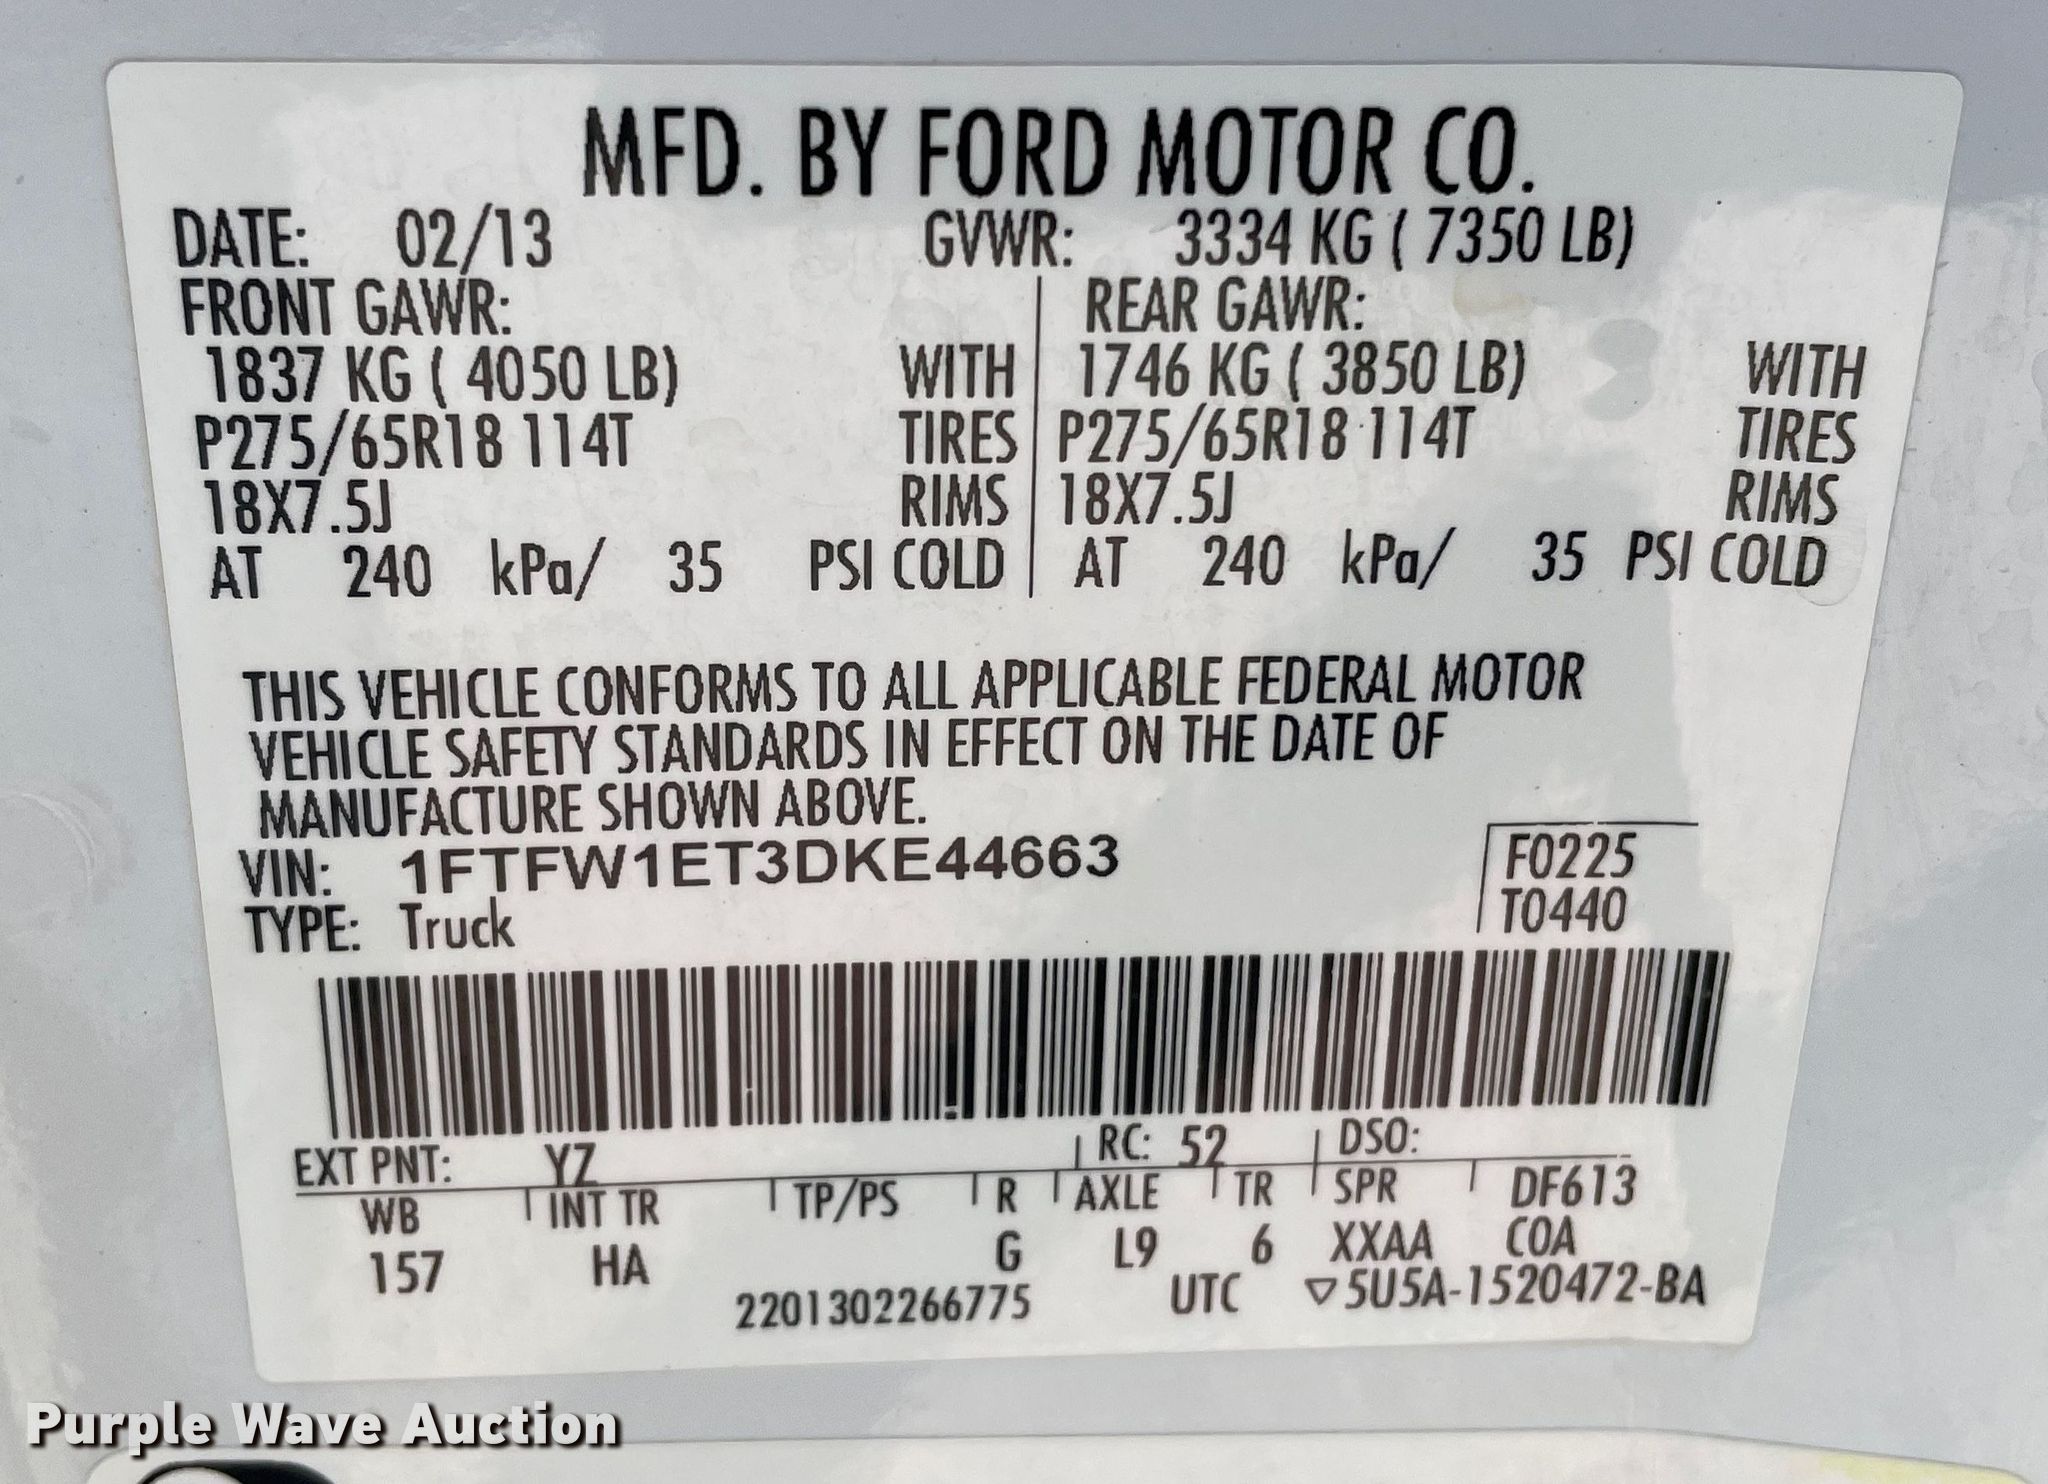 MFD. BY FORD MOTOR CO.
DATE: 02/13 GVWR: 3334 KG ( 7350 LB)
FRONT GAWR: REAR GAWR:
1837 KG ( 4050 LB) WITH 1746 KG ( 3850 LB) WITH
P275/65R18 114T TIRES P275/65R18 114T TIRES
18X7.5J RIMS 18X7.5J RIMS
AT 240 kPa/ 35 PSI COLD AT 240 kPa/ 35 PSI COLD
THIS VEHICLE CONFORMS TO ALL APPLICABLE FEDERAL MOTOR
VEHICLE SAFETY STANDARDS IN EFFECT ON THE DATE OF
MANUFACTURE SHOWN ABOVE.
VIN: 1FTFW1ET3DKE44663 F0225
TYPE: Truck T0440
EXT PNT: YZ RC: 52 DSO:
WB INT TR TP/PS R AXLE TR SPR DF613
157 HA G L9 6 XXAA COA
2201302266775 UTC ▽5U5A-1520472-BA
Purple Wave Auction